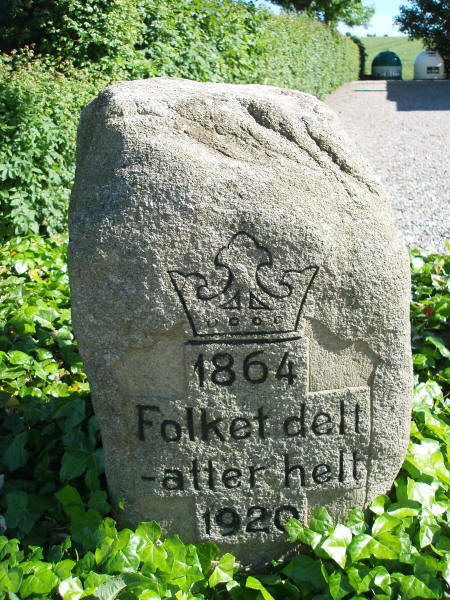 1864
Folket delt
-atter helt
1920